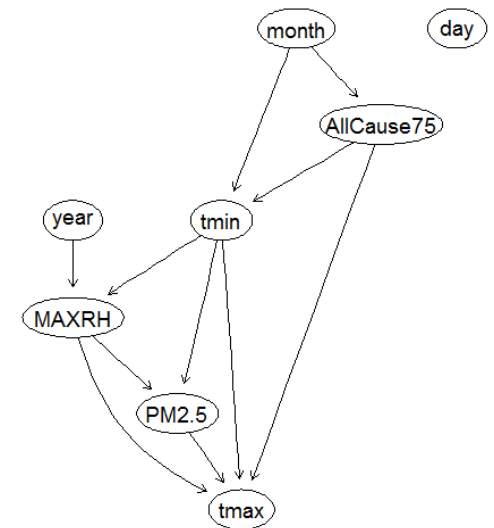 month
day
AllCause75
year
tmin
MAXRH
PM2.5
tmax